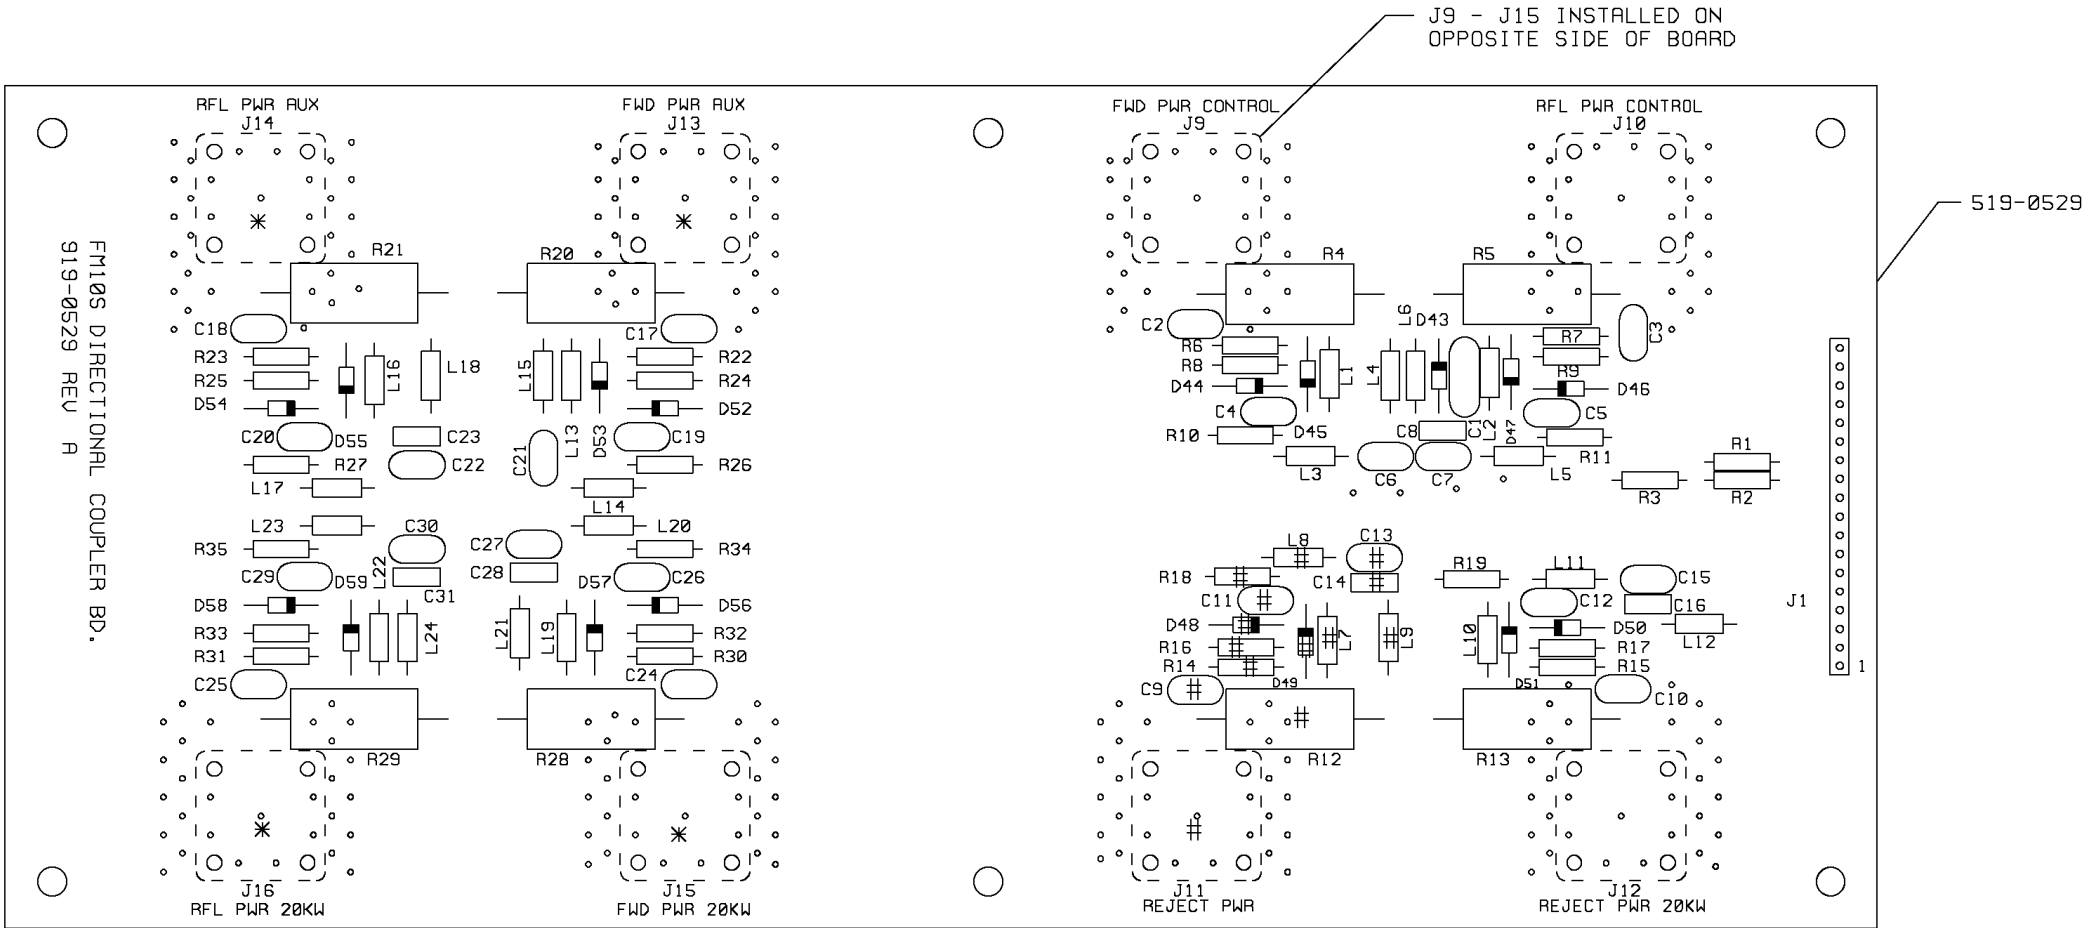 J9 - J15 INSTALLED ON
OPPOSITE SIDE OF BOARD
519-0529
FM10S DIRECTIONAL COUPLER BD.
919-0529 REV A
RFL PWR AUX
J14
FWD PWR AUX
J13
FWD PWR CONTROL
J9
RFL PWR CONTROL
J10
R21
R20
R4
R5
C18
C17
C2
L6
D43
C3
R23
R22
R6
R7
R25
L16
L18
L15
R24
R8
L1
L4
R9
D54
D52
D44
D46
C20
D55
C23
C21
L13
D53
C19
C4
D45
C8
C1
L2
D47
C5
R27
C22
R26
R10
R11
R1
L17
L14
L3
C6
C7
L5
R3
R2
L23
C30
L20
R35
C27
R34
L8
C13
C29
D59
L22
C28
D57
C26
R18
C14
R19
L11
C15
D58
C31
D56
C11
C12
C16
J1
R33
L24
L21
L19
R32
D48
L7
L9
L10
D50
L12
R31
R30
R16
R17
R14
R15
1
C25
C24
C9
D49
D51
C10
R29
R28
R12
R13
J16
RFL PWR 20KW
J15
FWD PWR 20KW
J11
REJECT PWR
J12
REJECT PWR 20KW